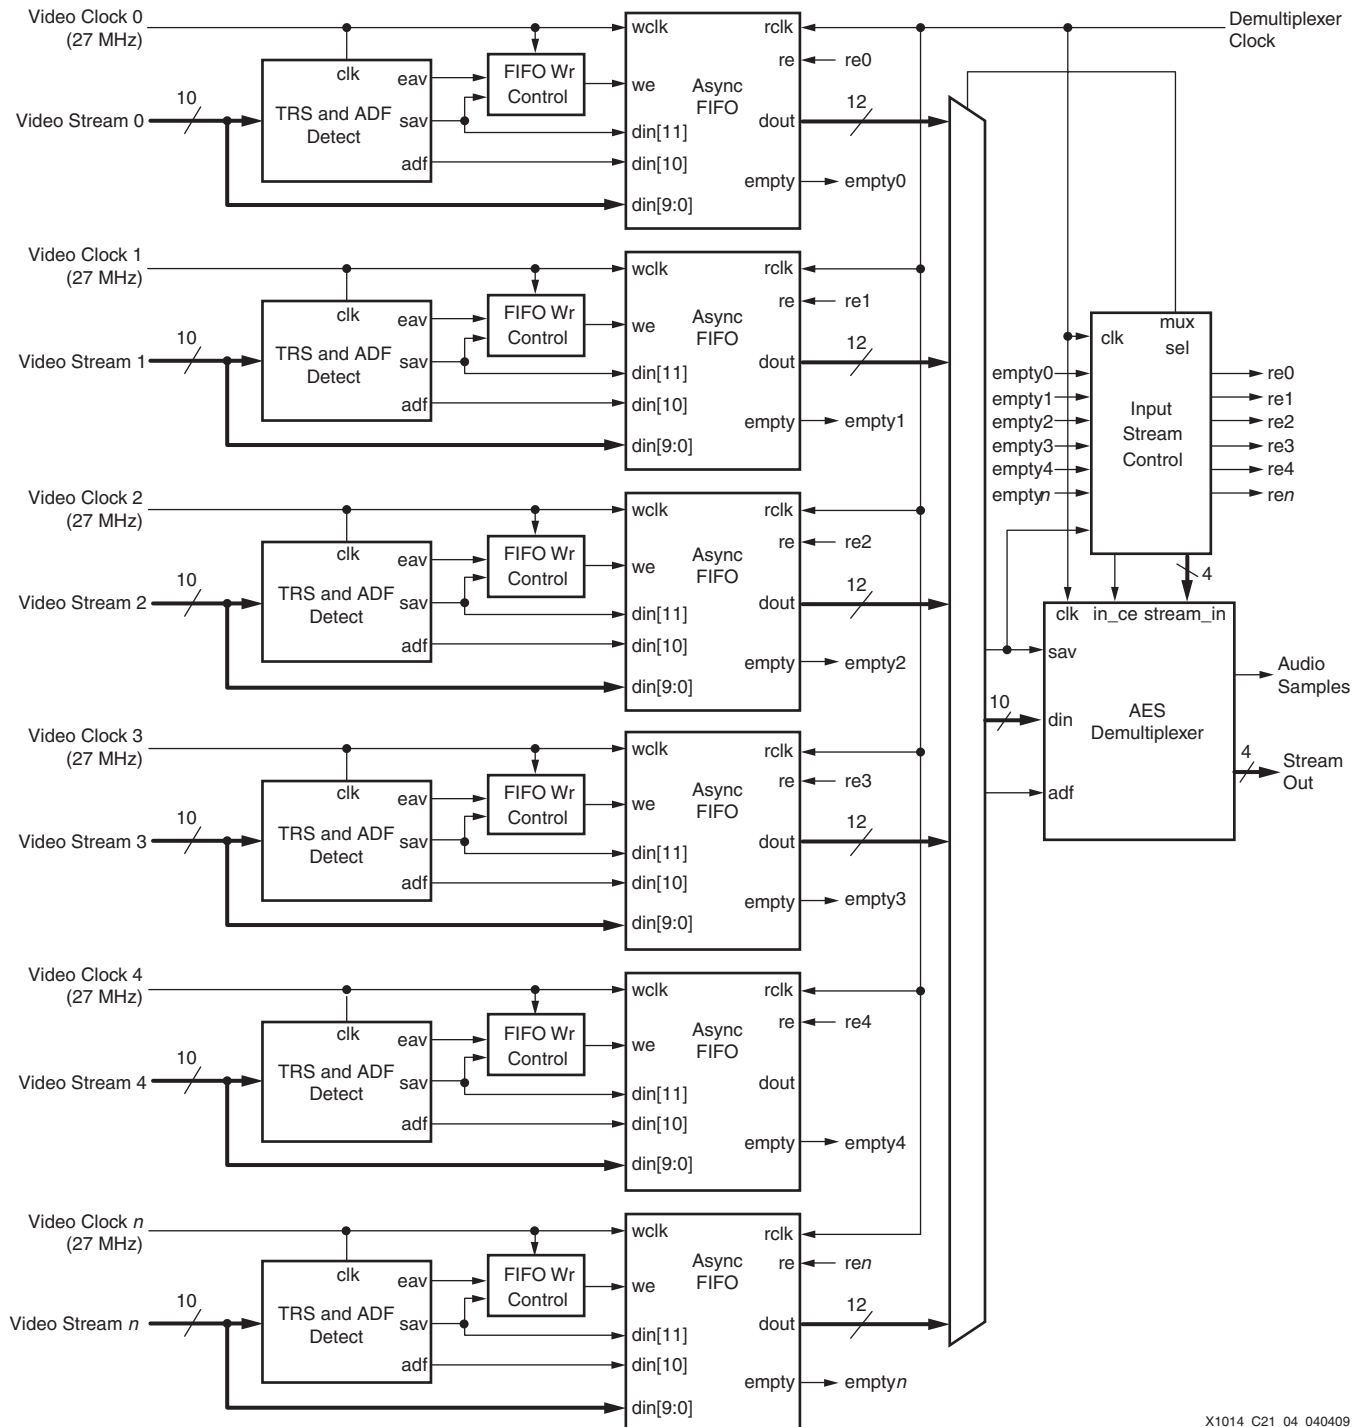 Video Clock 0
(27 MHz)
wclk
rclk
Demultiplexer
Clock
clk
eav
FIFO Wr
Control
we
Async
FIFO
re
re0
10
Video Stream 0
TRS and ADF
Detect
sav
din[11]
dout
12
adf
din[10]
empty
empty0
din[9:0]
Video Clock 1
(27 MHz)
wclk
rclk
clk
eav
FIFO Wr
Control
we
Async
FIFO
re
re1
10
Video Stream 1
TRS and ADF
Detect
sav
din[11]
dout
12
adf
din[10]
empty
empty1
din[9:0]
clk
mux
sel
empty0
empty1
empty2
empty3
empty4
emptyn
Input
Stream
Control
re0
re1
re2
re3
re4
ren
4
Video Clock 2
(27 MHz)
wclk
rclk
clk
eav
FIFO Wr
Control
we
Async
FIFO
re
re2
10
Video Stream 2
TRS and ADF
Detect
sav
din[11]
dout
12
adf
din[10]
empty
empty2
din[9:0]
clk
in_ce
stream_in
sav
10
din
AES
Demultiplexer
adf
Audio
Samples
4
Stream
Out
Video Clock 3
(27 MHz)
wclk
rclk
clk
eav
FIFO Wr
Control
we
Async
FIFO
re
re3
10
Video Stream 3
TRS and ADF
Detect
sav
din[11]
dout
12
adf
din[10]
empty
empty3
din[9:0]
Video Clock 4
(27 MHz)
wclk
rclk
clk
eav
FIFO Wr
Control
we
Async
FIFO
re
re4
10
Video Stream 4
TRS and ADF
Detect
sav
din[11]
dout
adf
din[10]
empty
empty4
din[9:0]
Video Clock n
(27 MHz)
wclk
rclk
clk
eav
FIFO Wr
Control
we
Async
FIFO
re
ren
10
Video Stream n
TRS and ADF
Detect
sav
din[11]
dout
12
adf
din[10]
empty
emptyn
din[9:0]
X1014_C21_04_040409